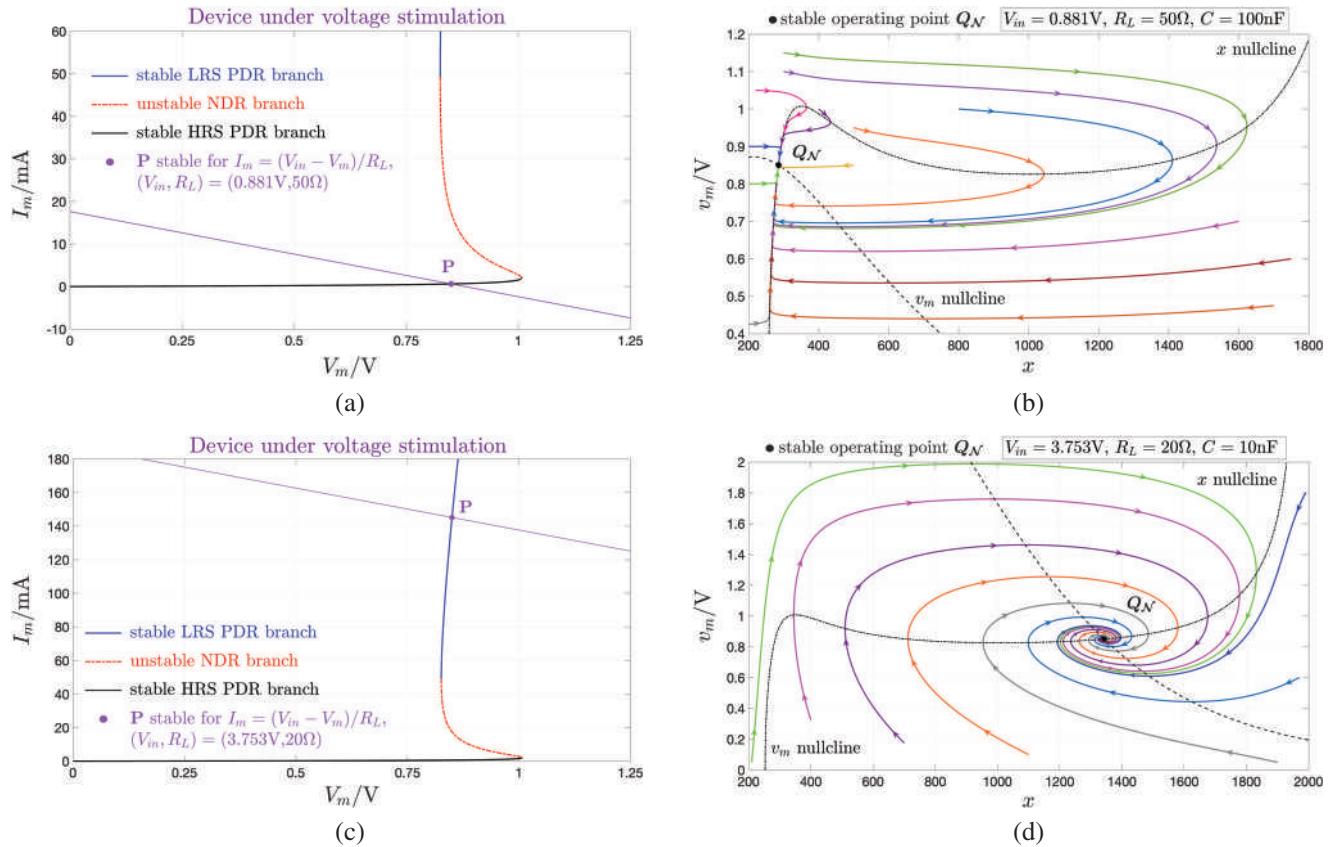 Device under voltage stimulation
60
50
40
30
20
10
0
-10
I_m/mA
stable LRS PDR branch
unstable NDR branch
stable HRS PDR branch
P stable for I_m = (V_in − V_m)/R_L,
(V_in, R_L) = (0.881V,50Ω)
P
0
0.25
0.5
0.75
1
1.25
V_m/V
(a)
● stable operating point Q_N
V_in = 0.881V, R_L = 50Ω, C = 100nF
1.2
1.1
1
0.9
0.8
0.7
0.6
0.5
0.4
v_m/V
x nullcline
Q_N
v_m nullcline
200
400
600
800
1000
1200
1400
1600
1800
x
(b)
Device under voltage stimulation
180
160
140
120
100
80
60
40
20
0
I_m/mA
P
stable LRS PDR branch
unstable NDR branch
stable HRS PDR branch
P stable for I_m = (V_in − V_m)/R_L,
(V_in, R_L) = (3.753V,20Ω)
0
0.25
0.5
0.75
1
1.25
V_m/V
(c)
● stable operating point Q_N
V_in = 3.753V, R_L = 20Ω, C = 10nF
2
1.8
1.6
1.4
1.2
1
0.8
0.6
0.4
0.2
0
v_m/V
x nullcline
Q_N
v_m nullcline
200
400
600
800
1000
1200
1400
1600
1800
2000
x
(d)